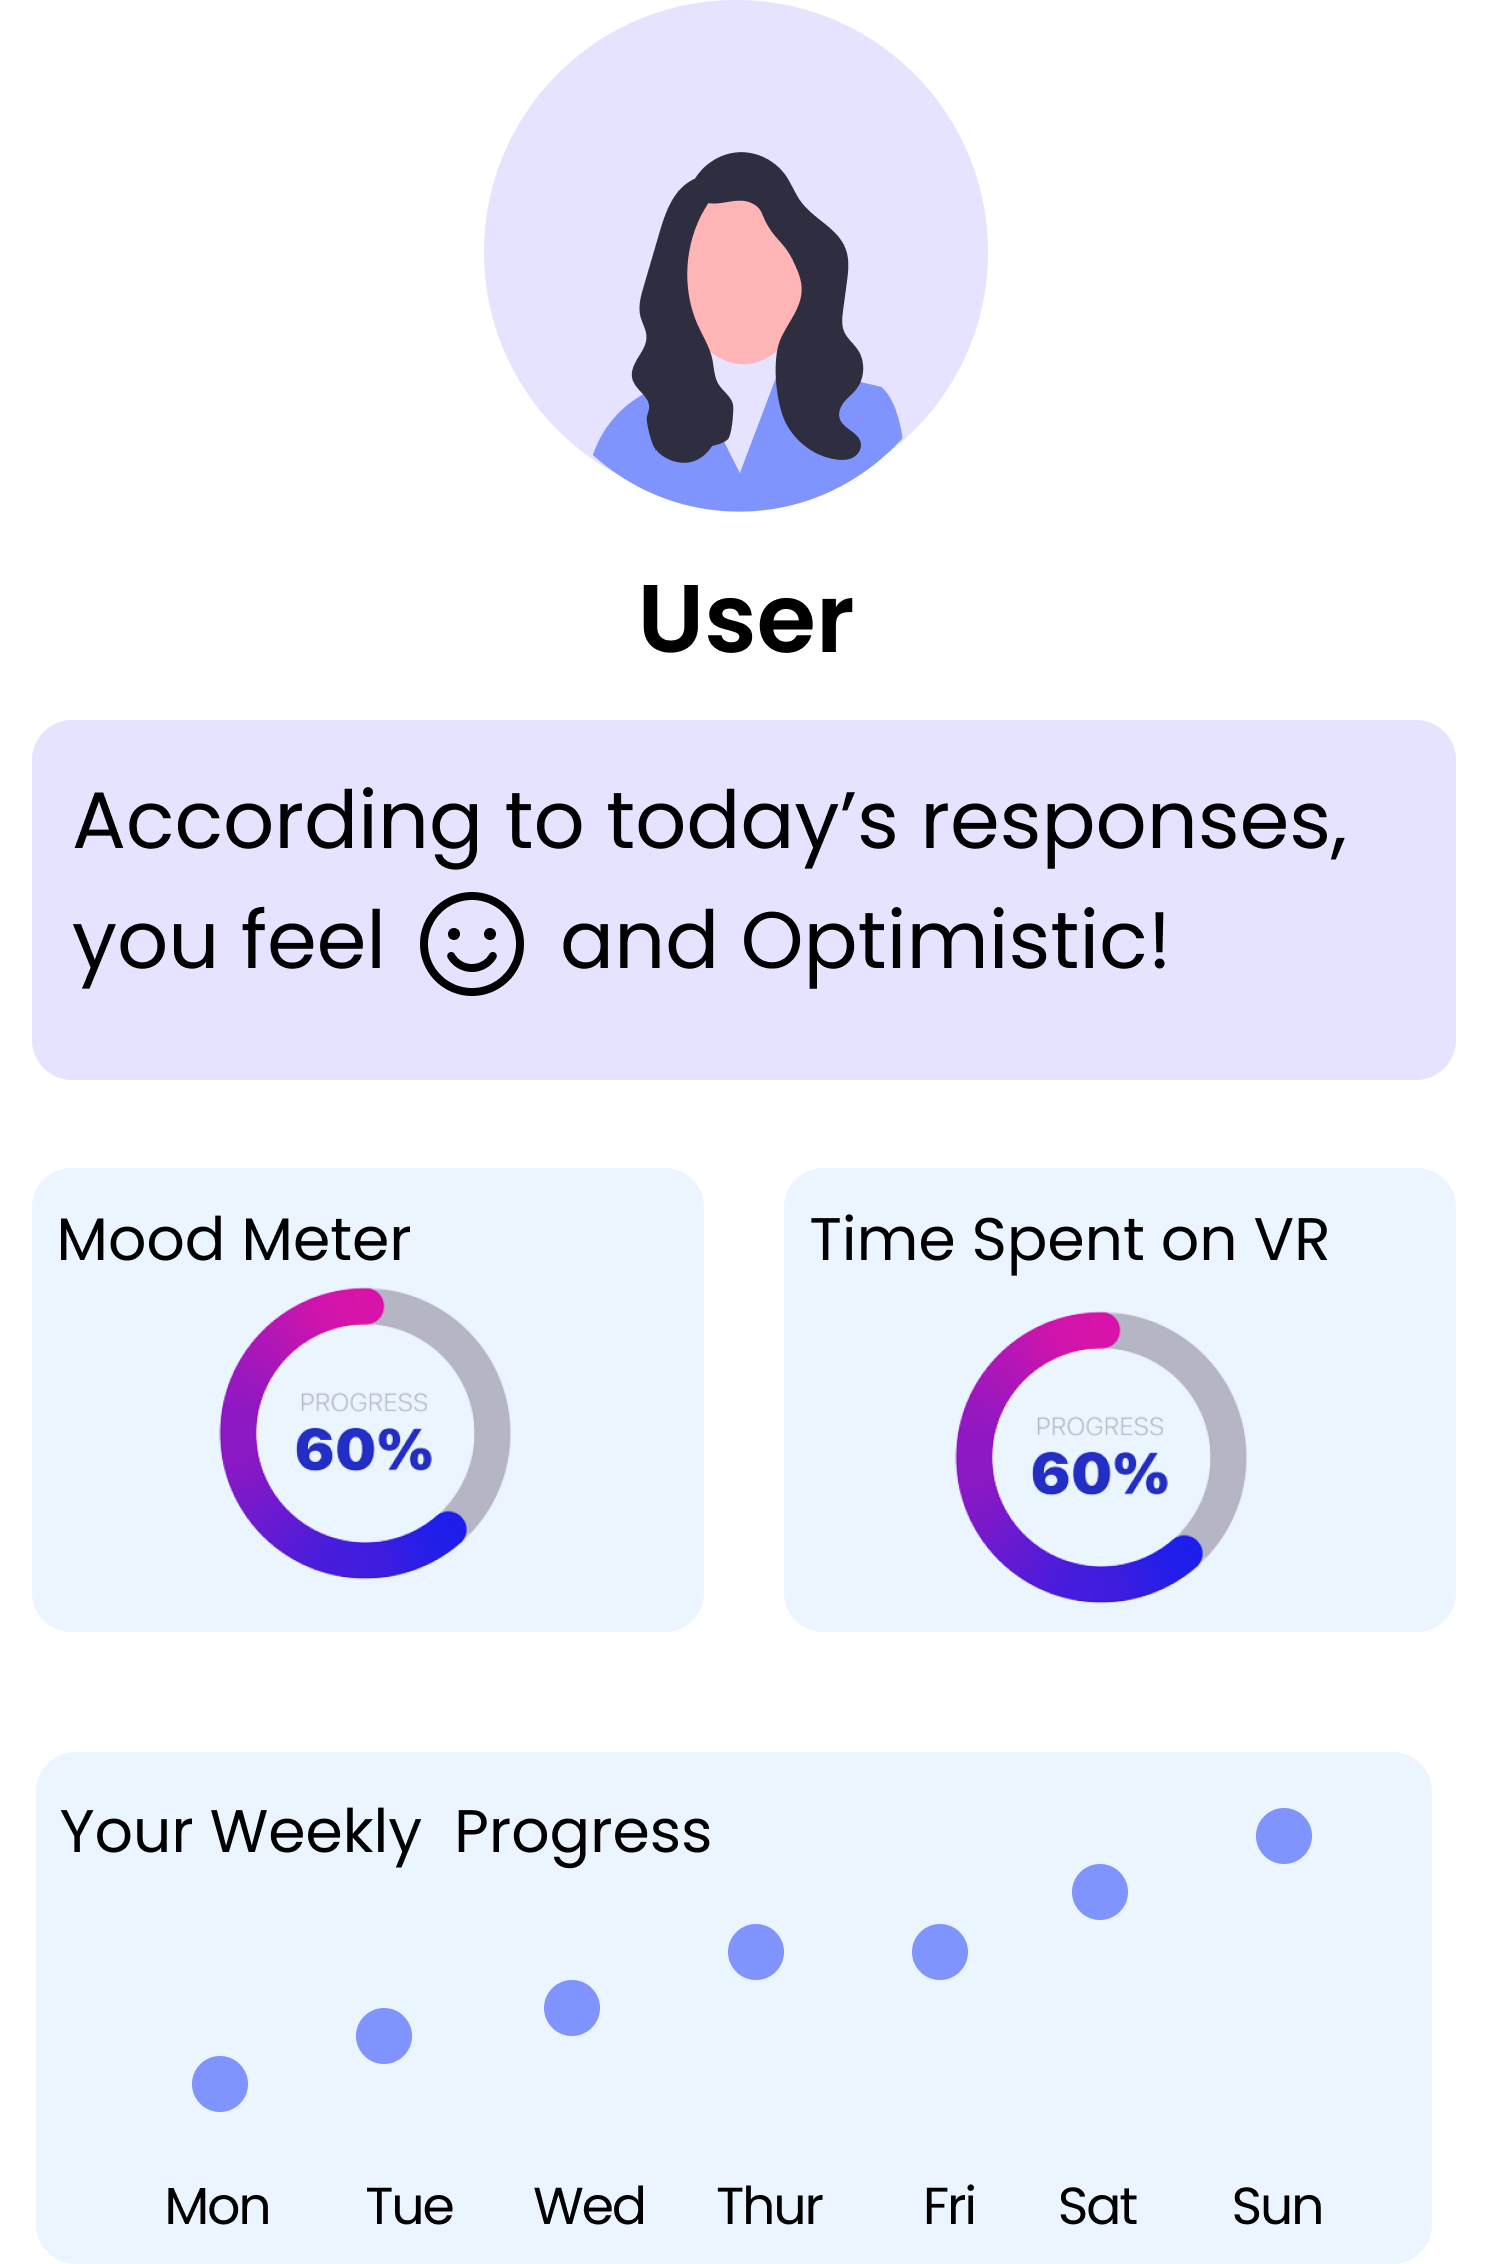 User
According to today’s responses,
you feel and Optimistic!
Mood Meter
PROGRESS
60%
Time Spent on VR
PROGRESS
60%
Your Weekly  Progress
Mon Tue Wed Thur Fri Sat Sun